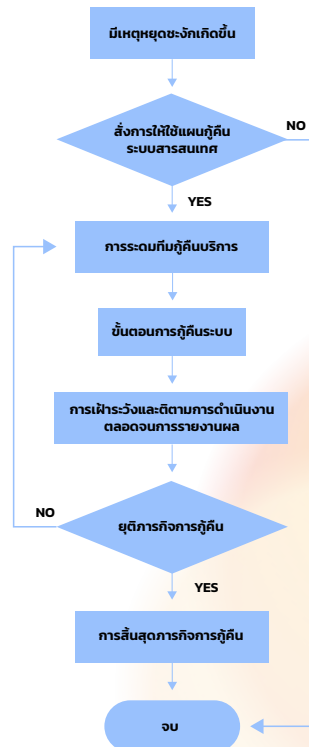 มีเหตุหยุดชะงักเกิดขึ้น
สั่งการให้ใช้แผนกู้คืน
ระบบสารสนเทศ
NO
YES
การระดมทีมกู้คืนบริการ
ขั้นตอนการกู้คืนระบบ
การเฝ้าระวังและติตามการดำเนินงาน
ตลอดจนการรายงานผล
NO
ยุติภารกิจการกู้คืน
YES
การสิ้นสุดภารกิจการกู้คืน
จบ